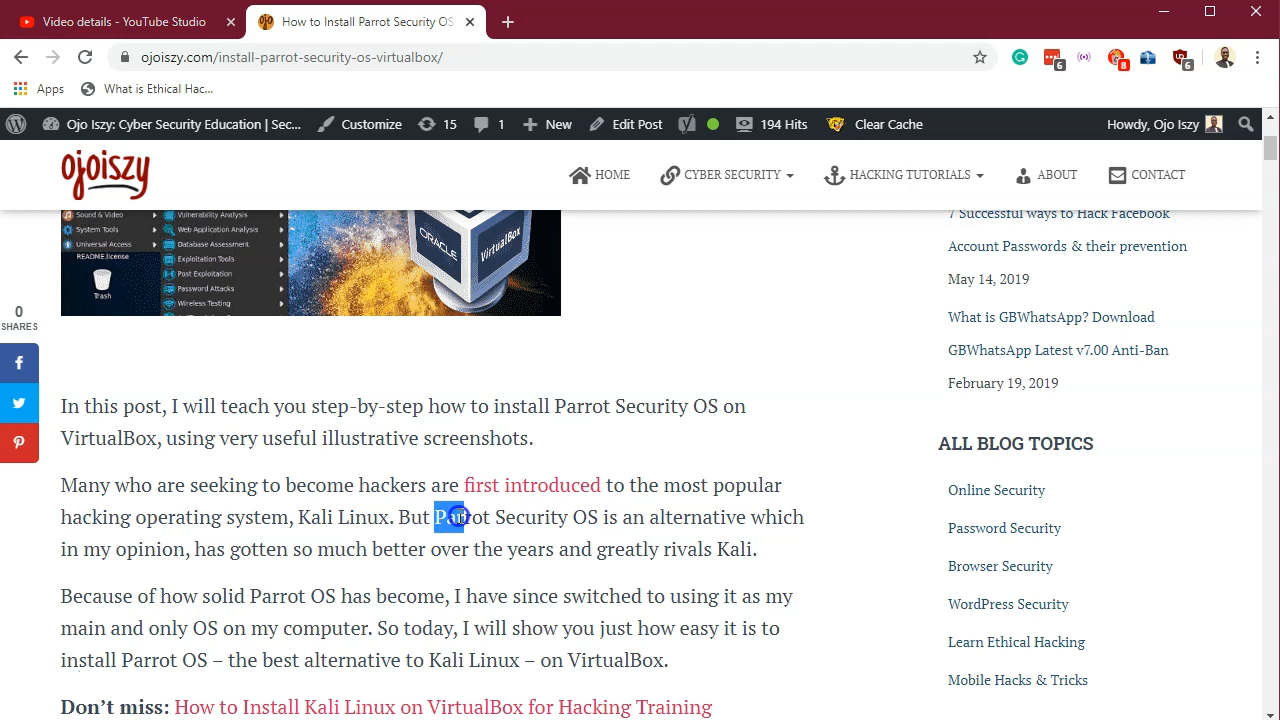 Video details - YouTube Studio
How to Install Parrot Security OS
ojoiszy.com/install-parrot-security-os-virtualbox/
6
8
6
Apps
What is Ethical Hac...
Ojo Iszy: Cyber Security Education | Sec...
Customize
15
1
New
Edit Post
194 Hits
Clear Cache
Howdy, Ojo Iszy
ojoiszy
HOME
CYBER SECURITY
HACKING TUTORIALS
ABOUT
CONTACT
Sound & Video
System Tools
Universal Access
README.license
Trash
Vulnerability Analysis
Web Application Analysis
Database Assessment
Exploitation Tools
Post Exploitation
Password Attacks
Wireless Testing
ORACLE
VirtualBox
0
SHARES
In this post, I will teach you step-by-step how to install Parrot Security OS on
VirtualBox, using very useful illustrative screenshots.
Many who are seeking to become hackers are first introduced to the most popular
hacking operating system, Kali Linux. But Parrot Security OS is an alternative which
in my opinion, has gotten so much better over the years and greatly rivals Kali.
Because of how solid Parrot OS has become, I have since switched to using it as my
main and only OS on my computer. So today, I will show you just how easy it is to
install Parrot OS – the best alternative to Kali Linux – on VirtualBox.
Don’t miss: How to Install Kali Linux on VirtualBox for Hacking Training
7 Successful ways to Hack Facebook
Account Passwords & their prevention
May 14, 2019
What is GBWhatsApp? Download
GBWhatsApp Latest v7.00 Anti-Ban
February 19, 2019
ALL BLOG TOPICS
Online Security
Password Security
Browser Security
WordPress Security
Learn Ethical Hacking
Mobile Hacks & Tricks